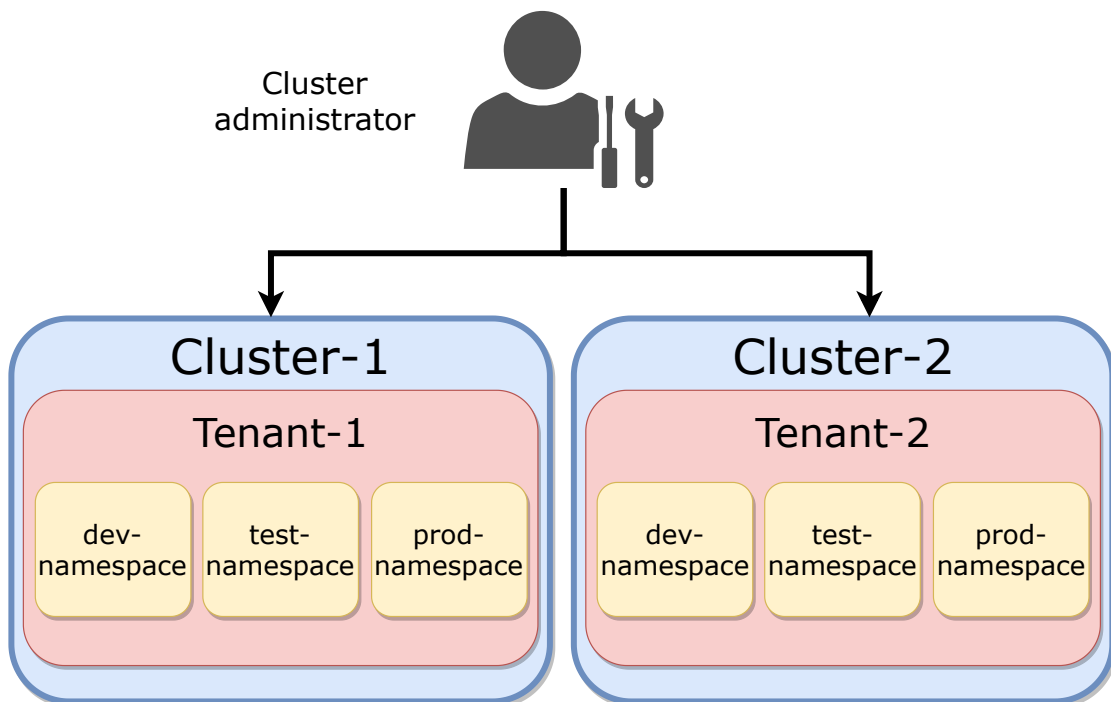 Cluster
administrator
Cluster-1
Cluster-2
Tenant-1
Tenant-2
dev-
namespace
test-
namespace
prod-
namespace
dev-
namespace
test-
namespace
prod-
namespace